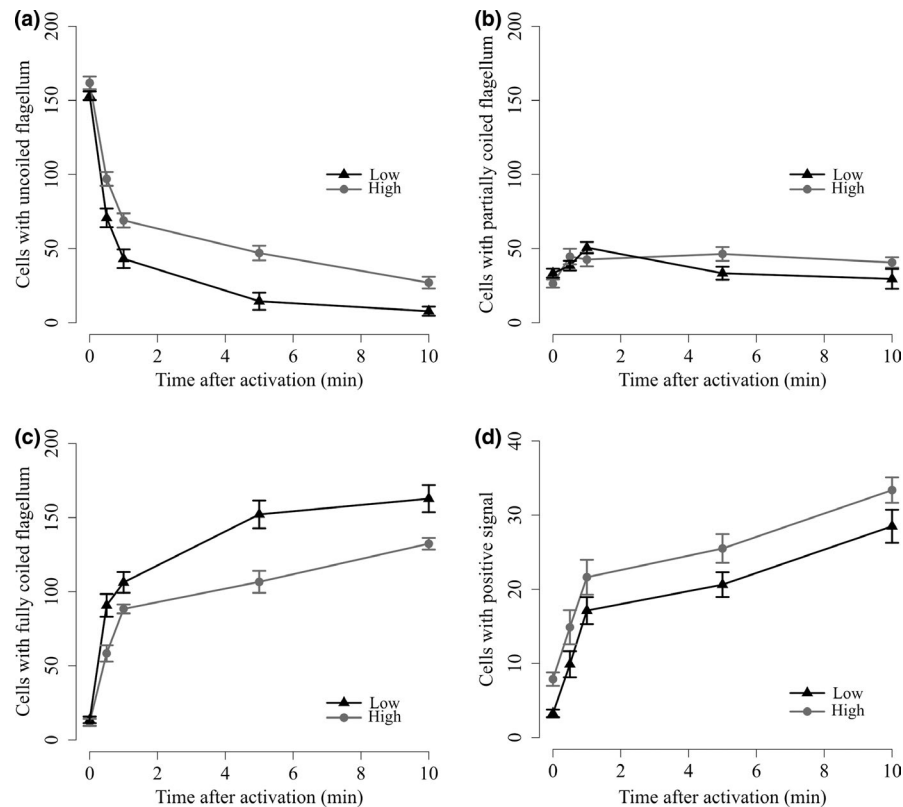 (a)
Cells with uncoiled flagellum
200
150
100
50
0
Low
High
0 2 4 6 8 10
Time after activation (min)
(b)
Cells with partially coiled flagellum
200
150
100
50
0
Low
High
0 2 4 6 8 10
Time after activation (min)
(c)
Cells with fully coiled flagellum
200
150
100
50
0
Low
High
0 2 4 6 8 10
Time after activation (min)
(d)
Cells with positive signal
40
30
20
10
0
Low
High
0 2 4 6 8 10
Time after activation (min)